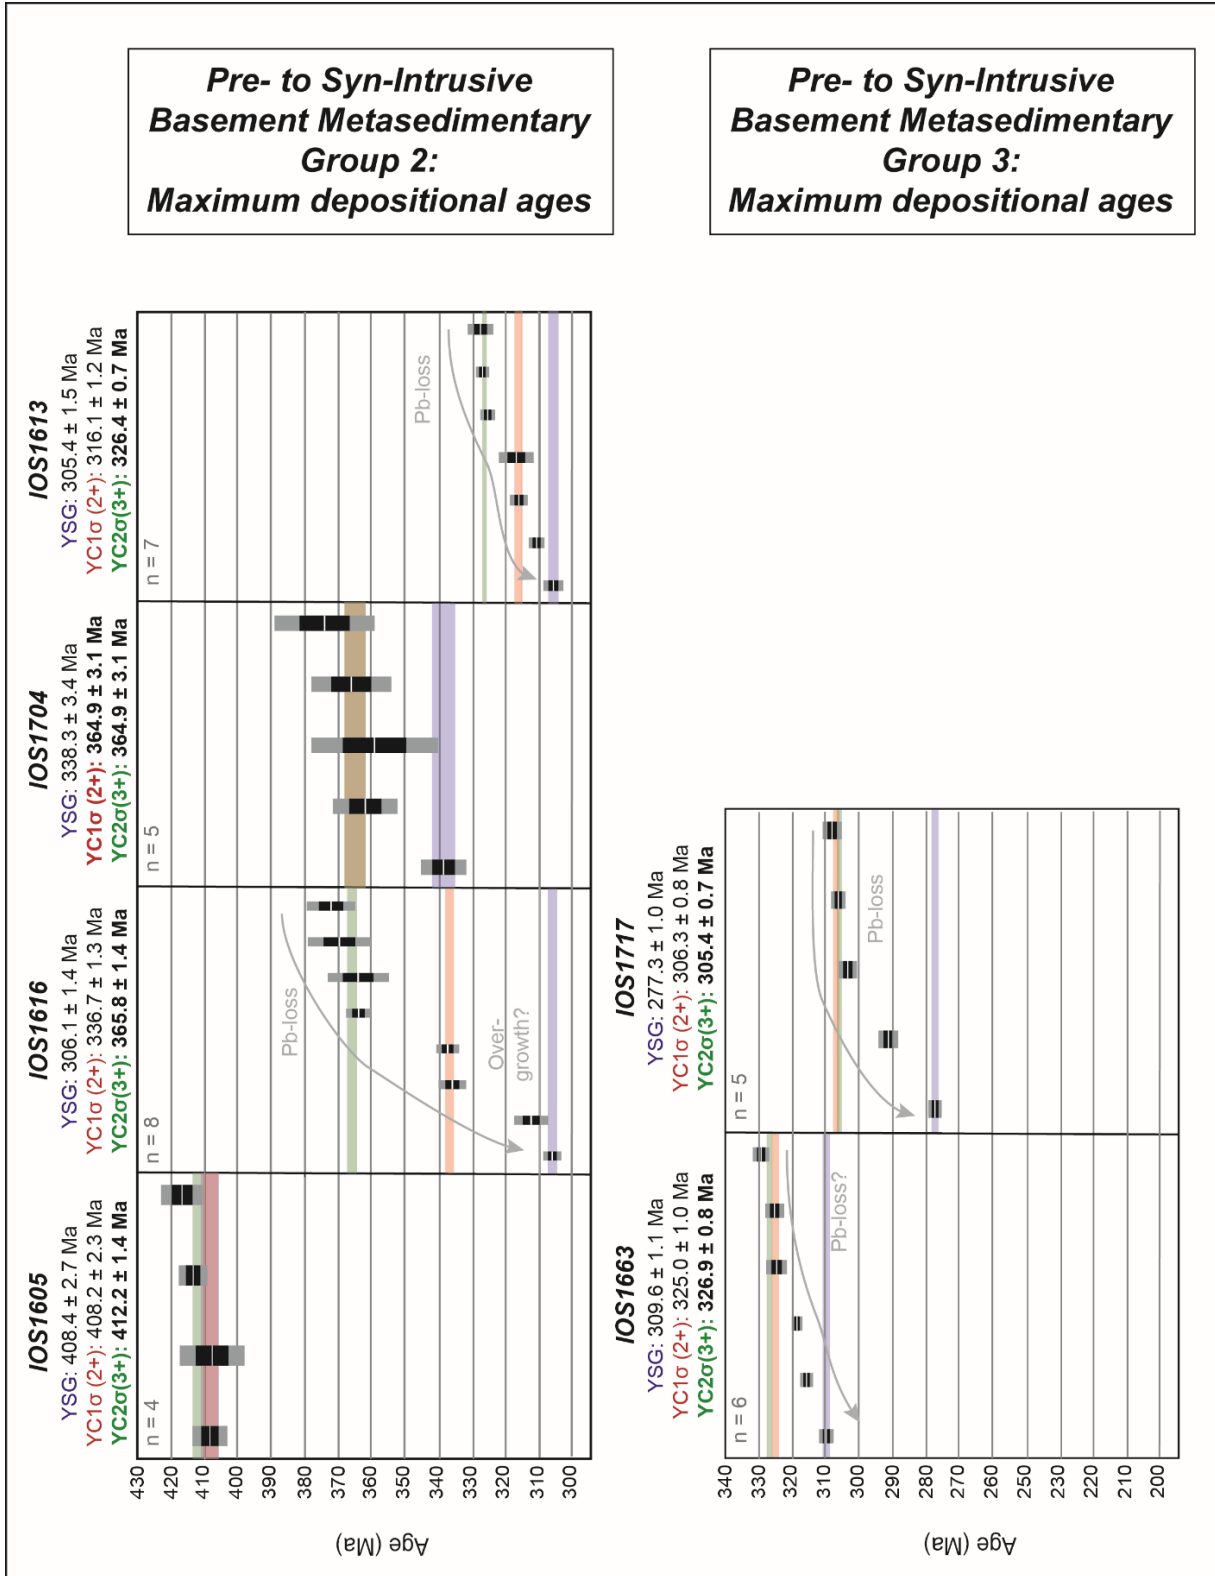 Pre- to Syn-Intrusive
Basement Metasedimentary
Group 2:
Maximum depositional ages
Pre- to Syn-Intrusive
Basement Metasedimentary
Group 3:
Maximum depositional ages
IOS1605
YSG: 408.4 ± 2.7 Ma
YC1σ (2+): 408.2 ± 2.3 Ma
YC2σ(3+): 412.2 ± 1.4 Ma
n = 4
IOS1616
YSG: 306.1 ± 1.4 Ma
YC1σ (2+): 336.7 ± 1.3 Ma
YC2σ(3+): 365.8 ± 1.4 Ma
n = 8
Pb-loss
Over-
growth?
IOS1704
YSG: 338.3 ± 3.4 Ma
YC1σ (2+): 364.9 ± 3.1 Ma
YC2σ(3+): 364.9 ± 3.1 Ma
n = 5
IOS1613
YSG: 305.4 ± 1.5 Ma
YC1σ (2+): 316.1 ± 1.2 Ma
YC2σ(3+): 326.4 ± 0.7 Ma
n = 7
Pb-loss
430
420
410
400
390
380
370
360
350
340
330
320
310
300
Age (Ma)
IOS1663
YSG: 309.6 ± 1.1 Ma
YC1σ (2+): 325.0 ± 1.0 Ma
YC2σ(3+): 326.9 ± 0.8 Ma
n = 6
Pb-loss?
IOS1717
YSG: 277.3 ± 1.0 Ma
YC1σ (2+): 306.3 ± 0.8 Ma
YC2σ(3+): 305.4 ± 0.7 Ma
n = 5
Pb-loss
340
330
320
310
300
290
280
270
260
250
240
230
220
210
200
Age (Ma)